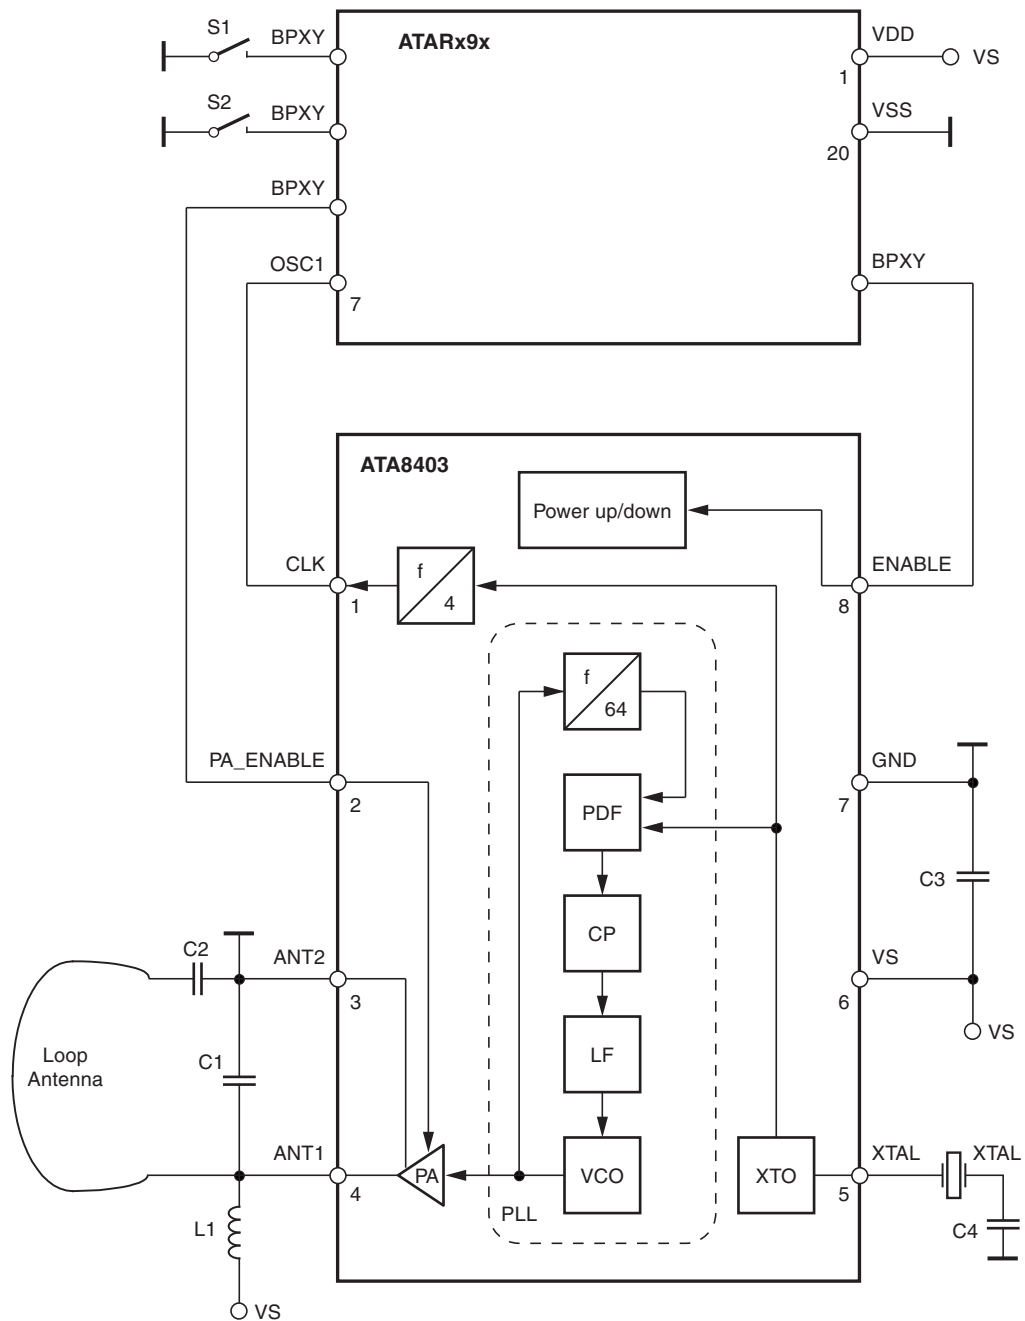 S1
BPXY
ATARx9x
VDD
1
VS
S2
BPXY
VSS
20
BPXY
OSC1
7
BPXY
ATA8403
Power up/down
CLK
1
f
4
ENABLE
8
f
64
PA_ENABLE
2
PDF
GND
7
C3
CP
C2
ANT2
3
VS
6
VS
Loop
Antenna
C1
LF
ANT1
4
PA
VCO
PLL
XTO
XTAL
5
XTAL
C4
L1
VS